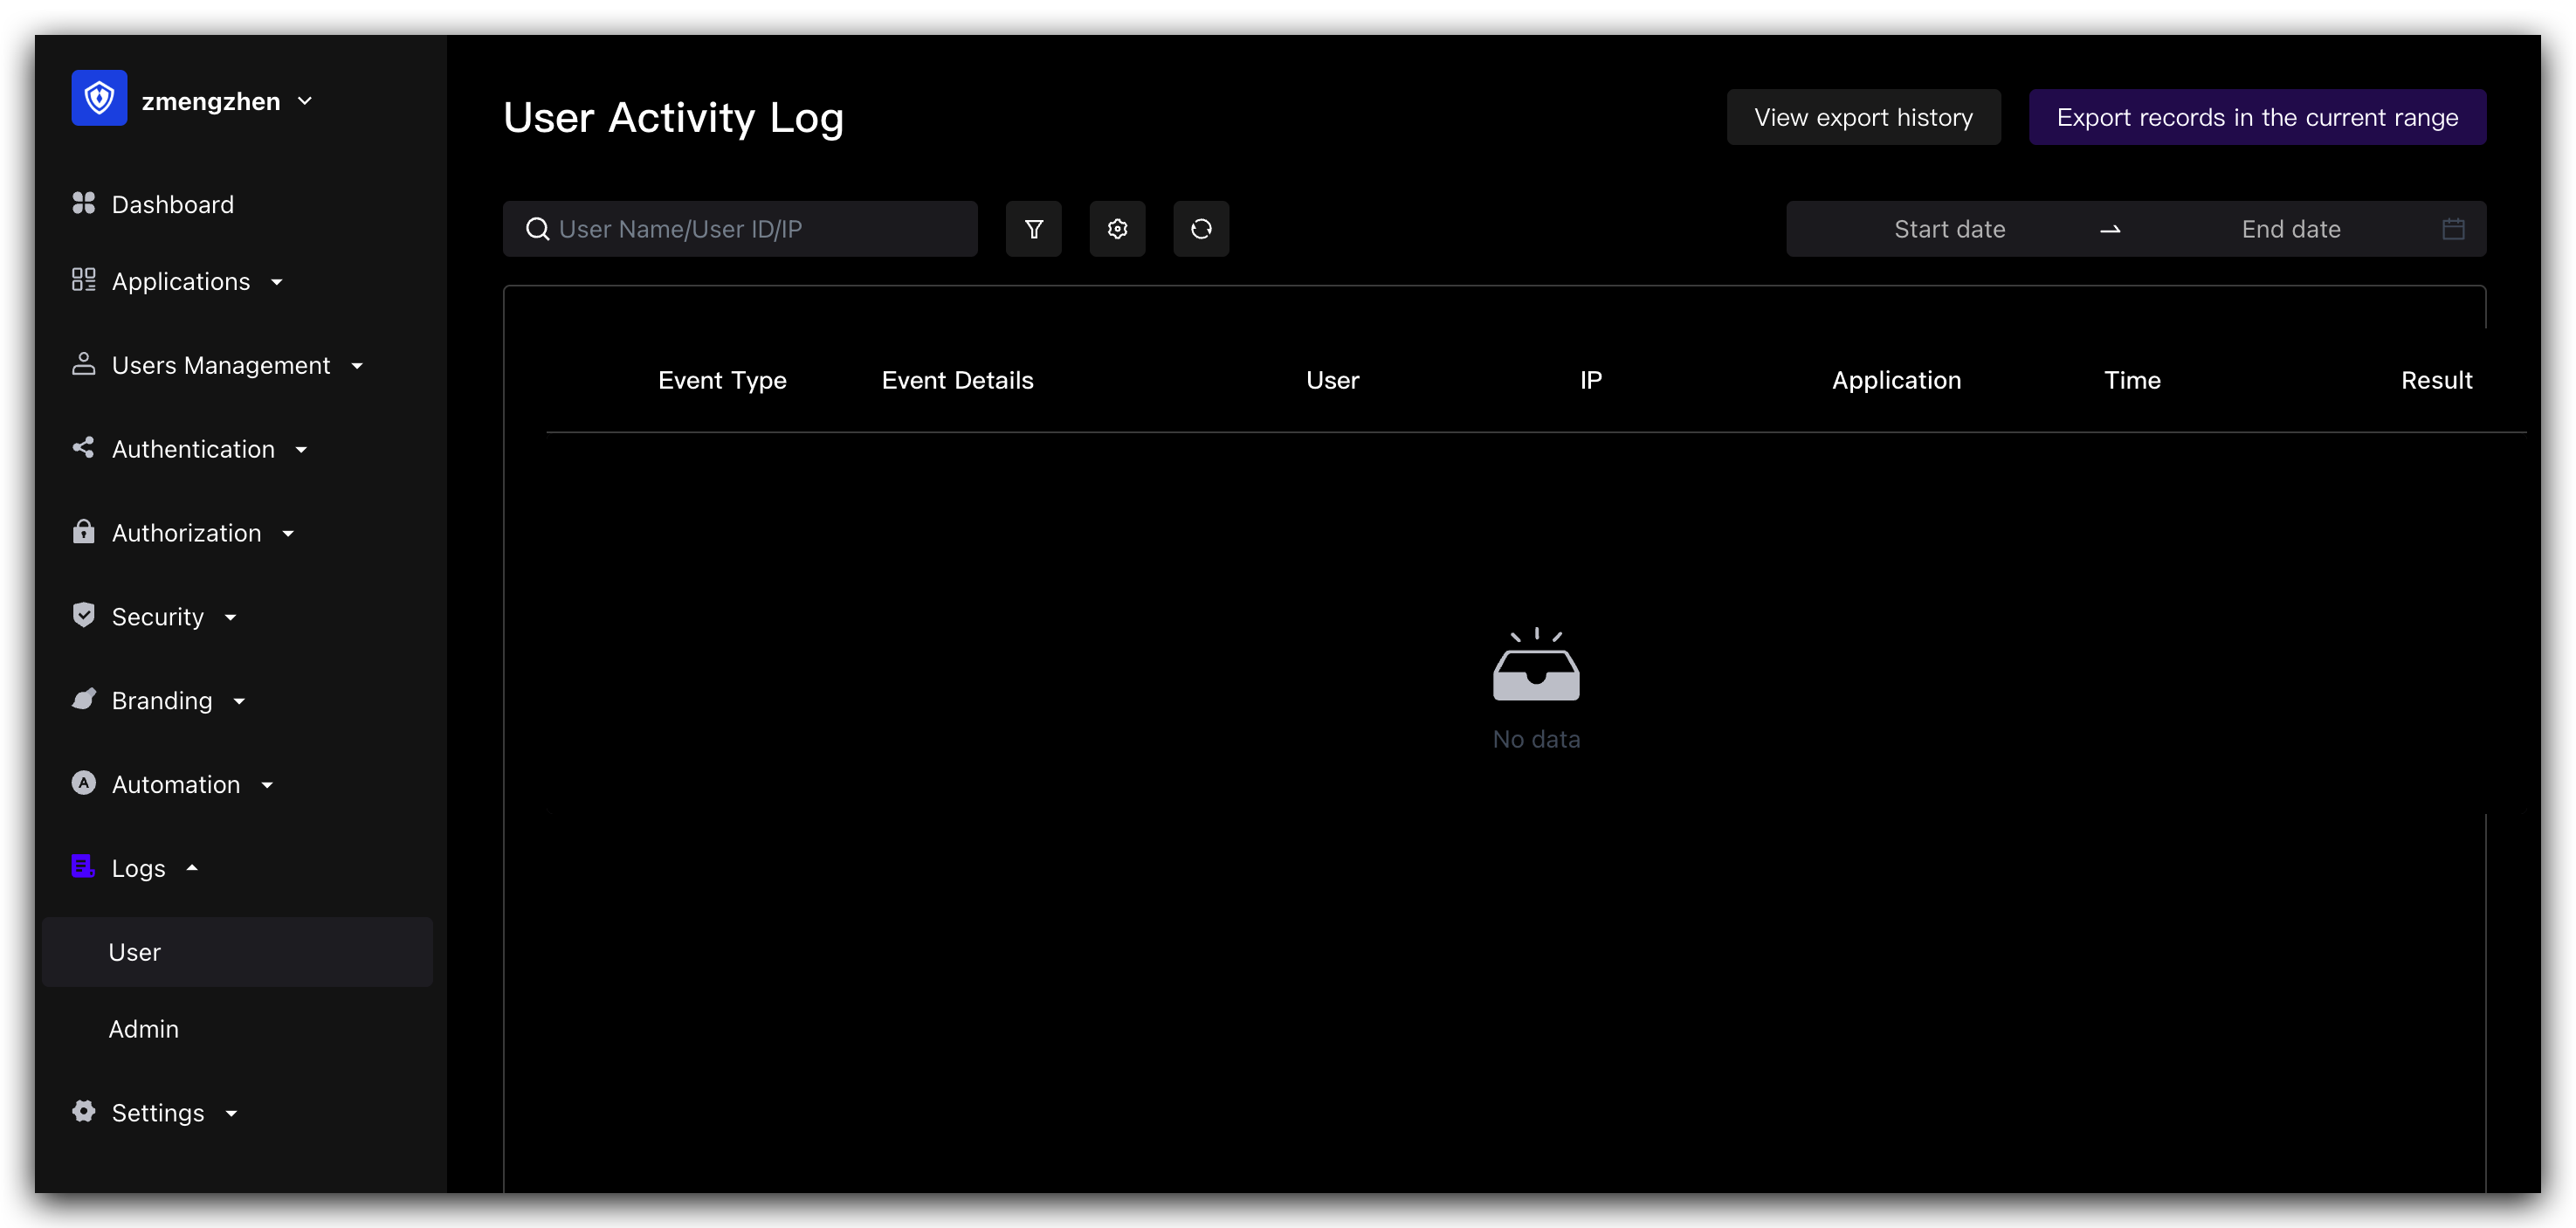 zmengzhen
Dashboard
Applications
Users Management
Authentication
Authorization
Security
Branding
Automation
Logs
User
Admin
Settings
User Activity Log
View export history
Export records in the current range
User Name/User ID/IP
Start date
End date
Event Type
Event Details
User
IP
Application
Time
Result
No data